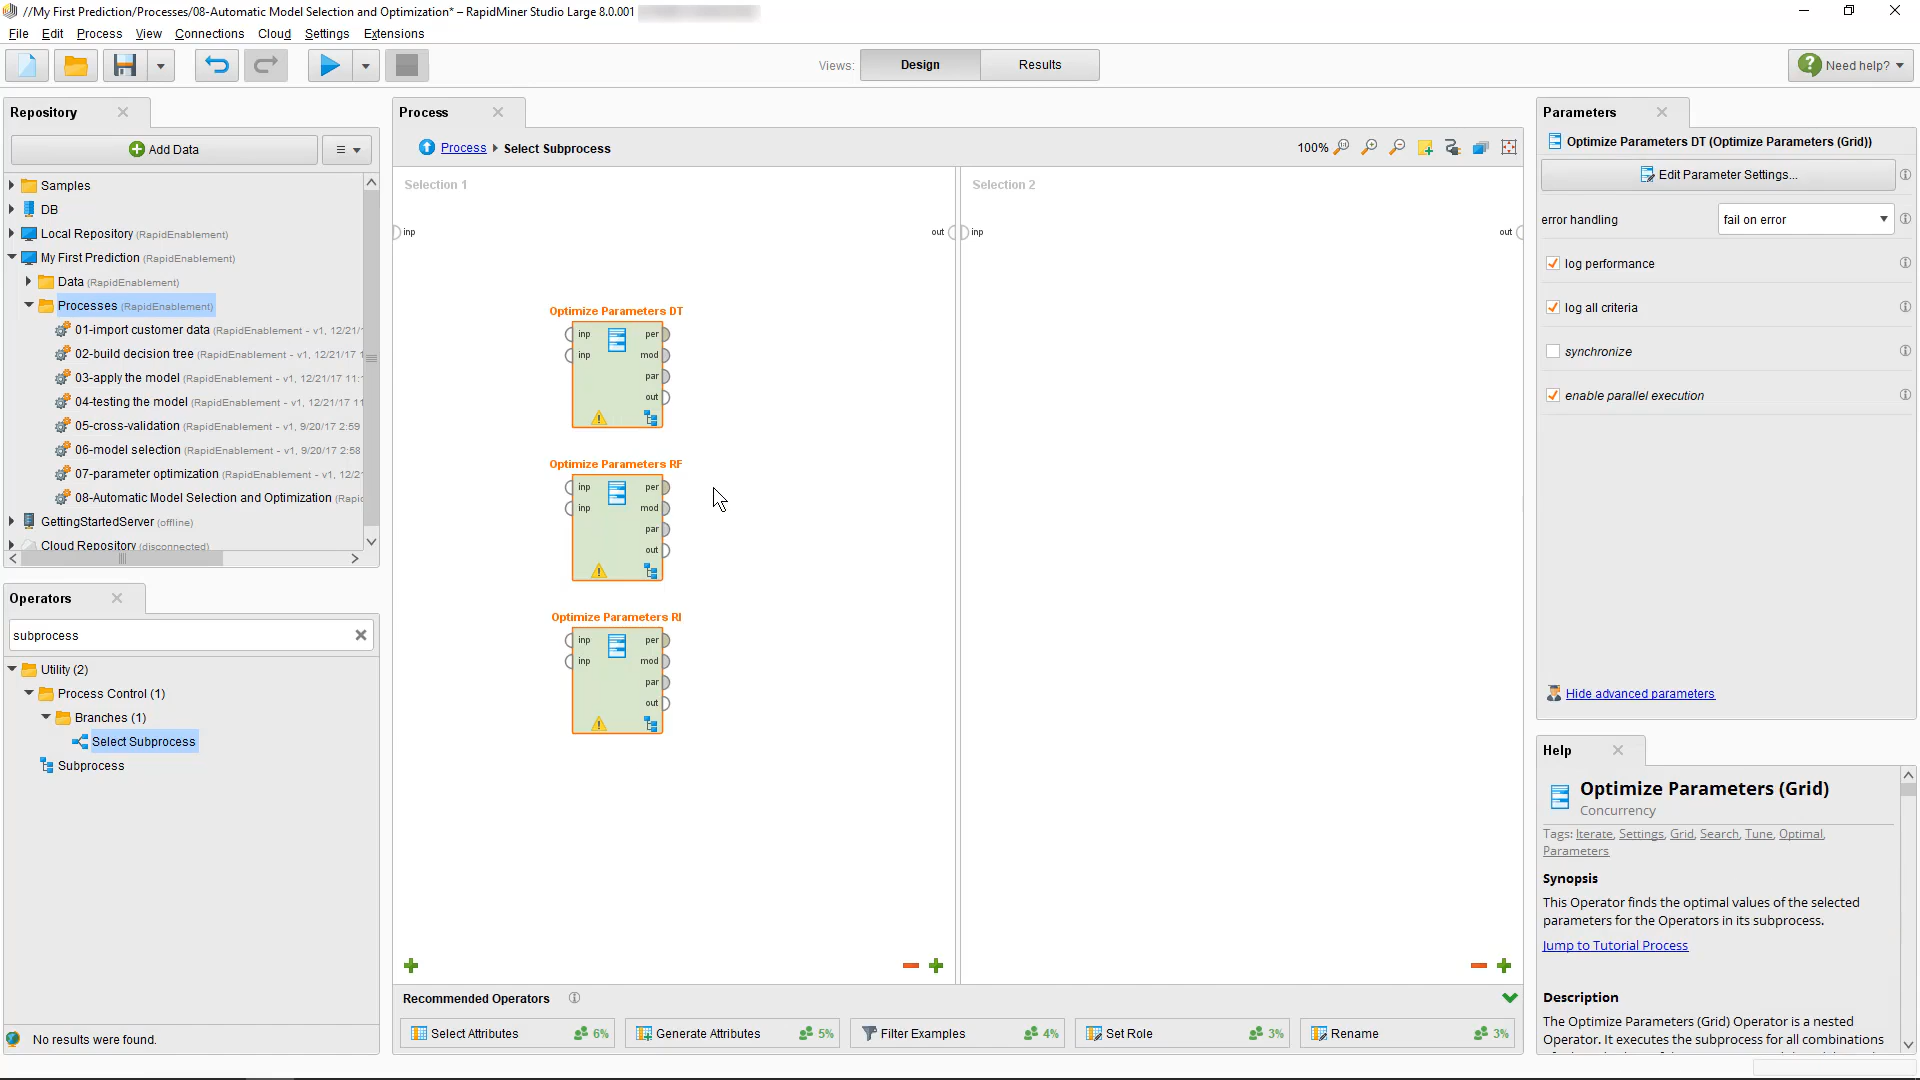 //My First Prediction/Processes/08-Automatic Model Selection and Optimization* – RapidMiner Studio Large 8.0.001
File Edit Process View Connections Cloud Settings Extensions
Views: Design Results Need help?
Repository
Add Data
Samples
DB
Local Repository (RapidEnablement)
My First Prediction (RapidEnablement)
Data (RapidEnablement)
Processes (RapidEnablement)
01-import customer data (RapidEnablement - v1, 12/21/
02-build decision tree (RapidEnablement - v1, 12/21/17 1
03-apply the model (RapidEnablement - v1, 12/21/17 11:
04-testing the model (RapidEnablement - v1, 12/21/17 11
05-cross-validation (RapidEnablement - v1, 9/20/17 2:59
06-model selection (RapidEnablement - v1, 9/20/17 2:58
07-parameter optimization (RapidEnablement - v1, 12/2
08-Automatic Model Selection and Optimization (Rapid
GettingStartedServer (offline)
Cloud Repository (disconnected)
Operators
subprocess
Utility (2)
Process Control (1)
Branches (1)
Select Subprocess
Subprocess
No results were found.
Process
Process Select Subprocess
100%
Selection 1
inp out
Optimize Parameters DT
inp per
inp mod
par
out
Optimize Parameters RF
inp per
inp mod
par
out
Optimize Parameters RI
inp per
inp mod
par
out
Selection 2
inp out
Recommended Operators
Select Attributes 6%
Generate Attributes 5%
Filter Examples 4%
Set Role 3%
Rename 3%
Parameters
Optimize Parameters DT (Optimize Parameters (Grid))
Edit Parameter Settings...
error handling fail on error
log performance
log all criteria
synchronize
enable parallel execution
Hide advanced parameters
Help
Optimize Parameters (Grid)
Concurrency
Tags: Iterate, Settings, Grid, Search, Tune, Optimal,
Parameters
Synopsis
This Operator finds the optimal values of the selected
parameters for the Operators in its subprocess.
Jump to Tutorial Process
Description
The Optimize Parameters (Grid) Operator is a nested
Operator. It executes the subprocess for all combinations